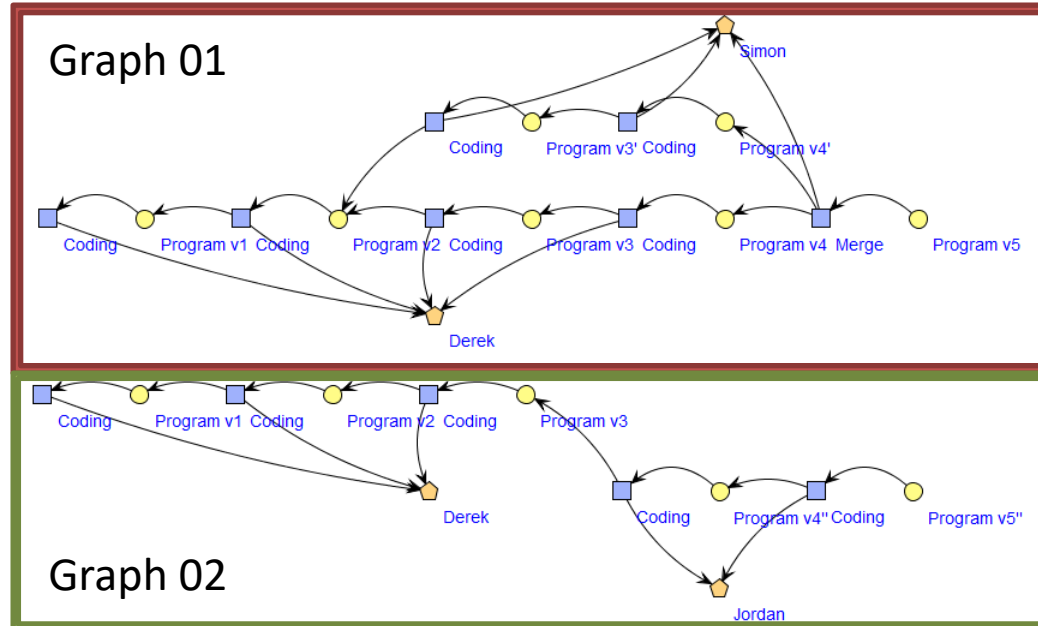 Graph 01
Simon
Coding Program v3' Coding Program v4'
Coding Program v1 Coding Program v2 Coding Program v3 Coding Program v4 Merge Program v5
Derek
Coding Program v1 Coding Program v2 Coding Program v3
Derek Coding Program v4" Coding Program v5"
Graph 02
Jordan